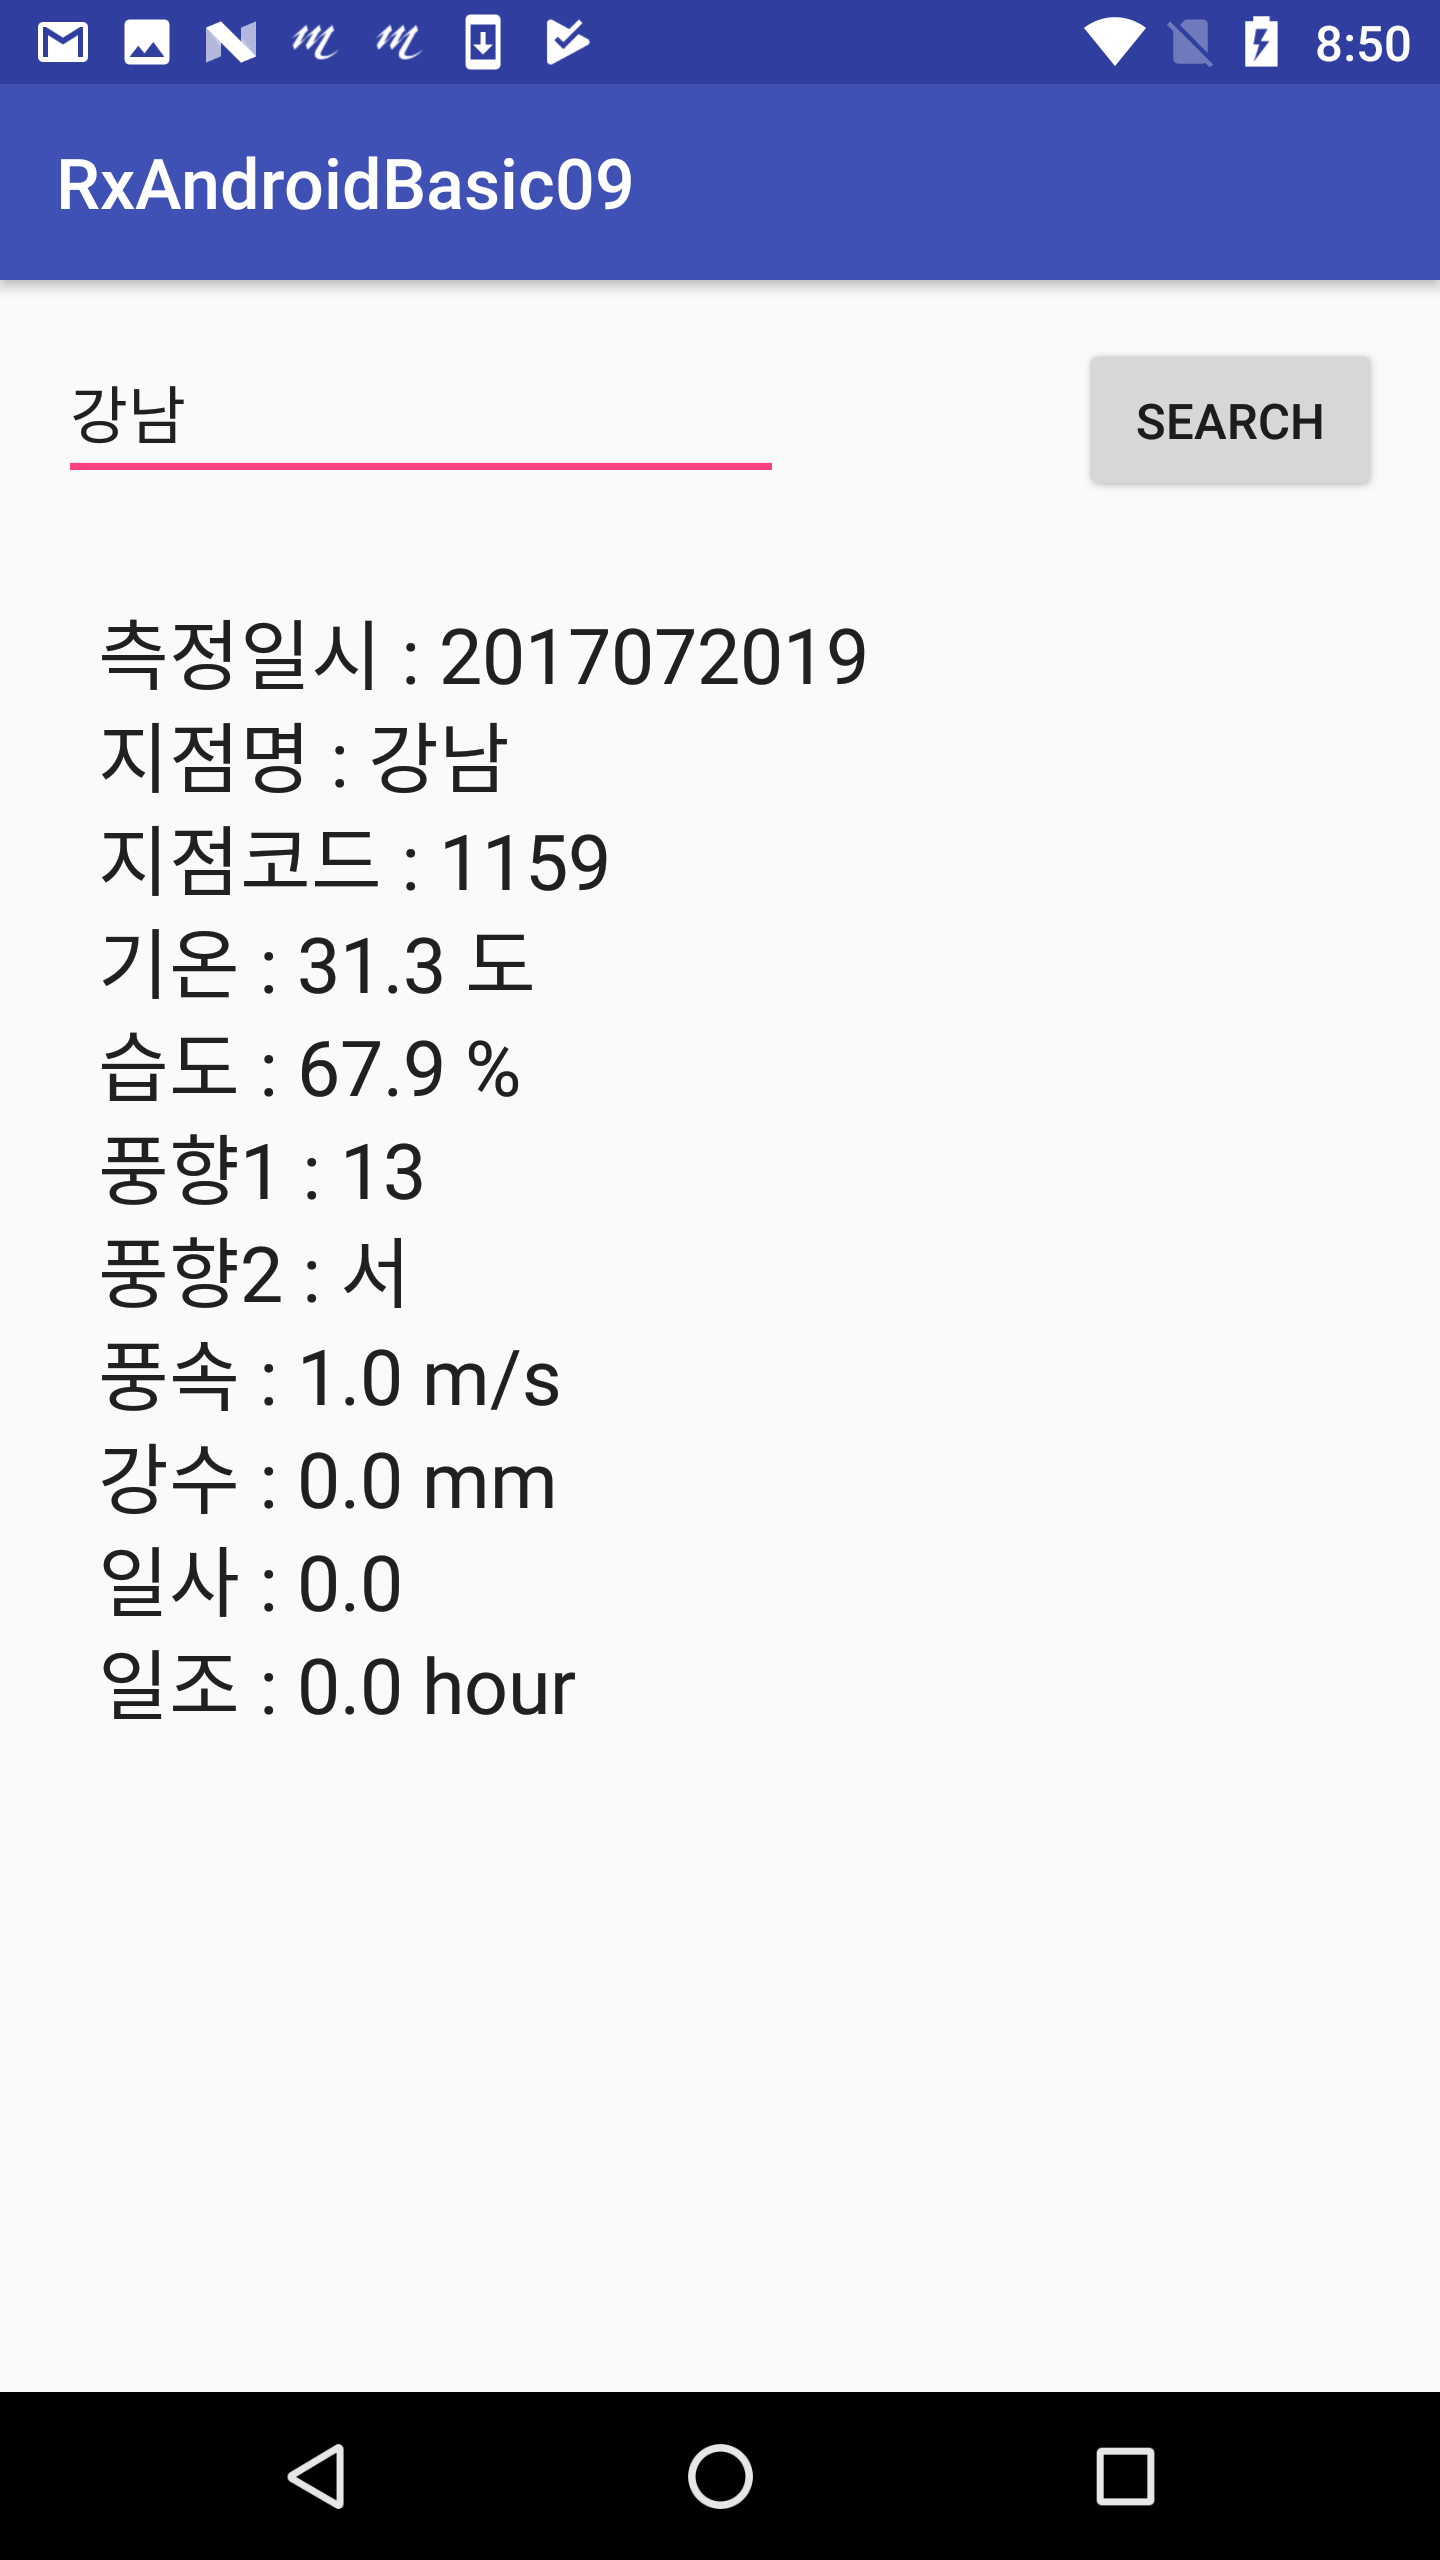 8:50
RxAndroidBasic09
강남
SEARCH
측정일시 : 2017072019
지점명 : 강남
지점코드 : 1159
기온 : 31.3 도
습도 : 67.9 %
풍향1 : 13
풍향2 : 서
풍속 : 1.0 m/s
강수 : 0.0 mm
일사 : 0.0
일조 : 0.0 hour